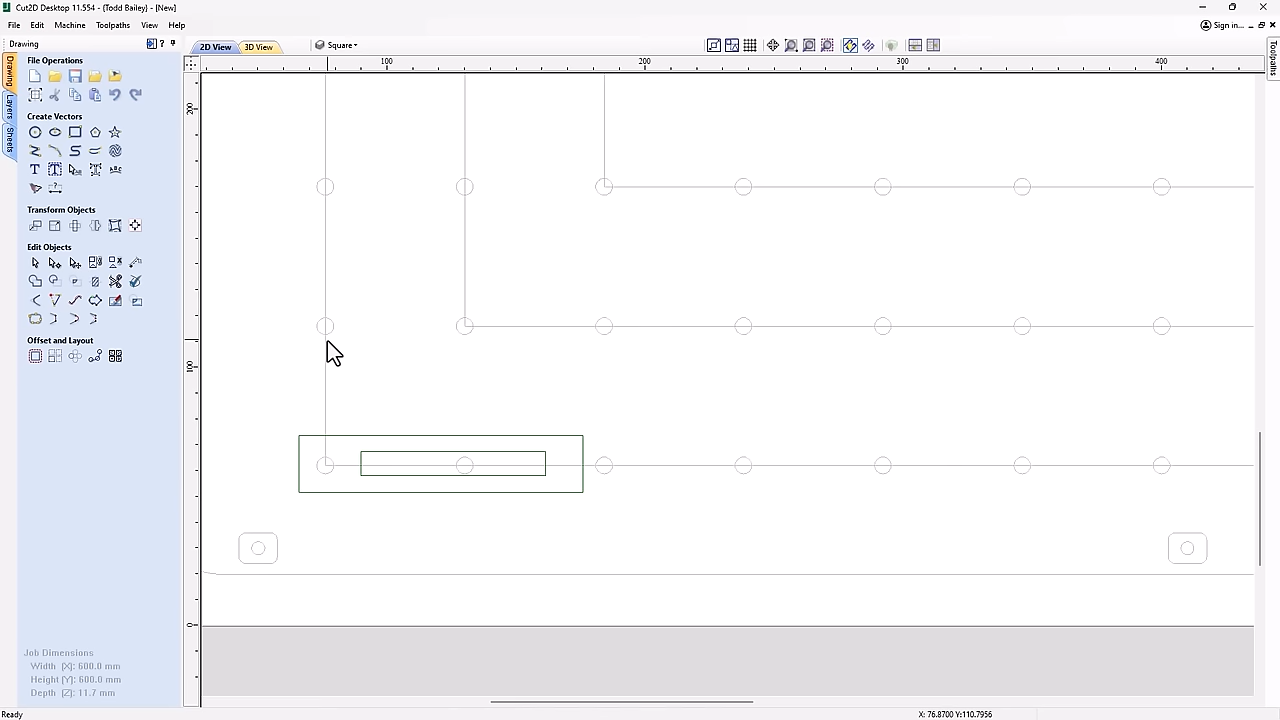 Cut2D Desktop 11.554 - {Todd Bailey} - [New]
File Edit Machine Toolpaths View Help
Sign in...
Drawing
2D View 3D View Square
Toolpaths
Drawing
Layers
Sheets
File Operations
Create Vectors
Transform Objects
Edit Objects
Offset and Layout
100 200 300 400
200
100
0
Job Dimensions
Width (X): 600.0 mm
Height (Y): 600.0 mm
Depth (Z): 11.7 mm
Ready
X: 76.8700 Y:110.7956